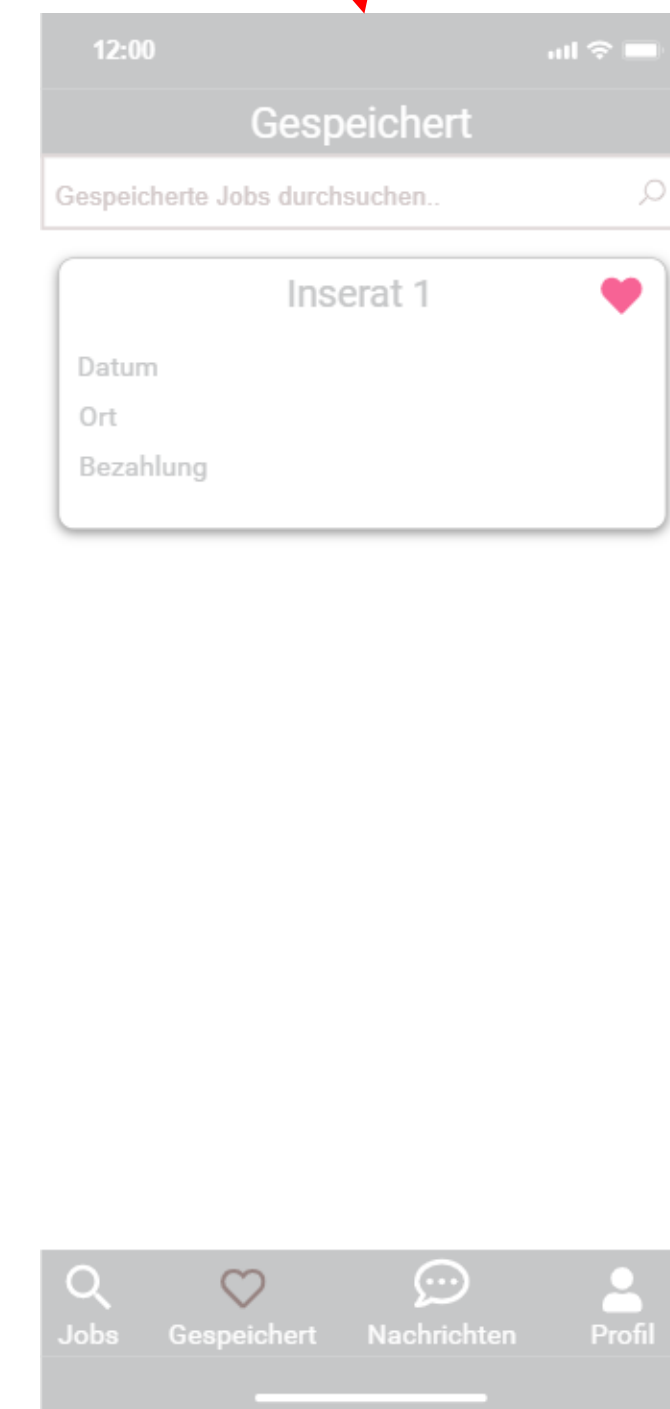 12:00
Gespeichert
Gespeicherte Jobs durchsuchen..
Inserat 1
Datum
Ort
Bezahlung
Jobs Gespeichert Nachrichten Profil